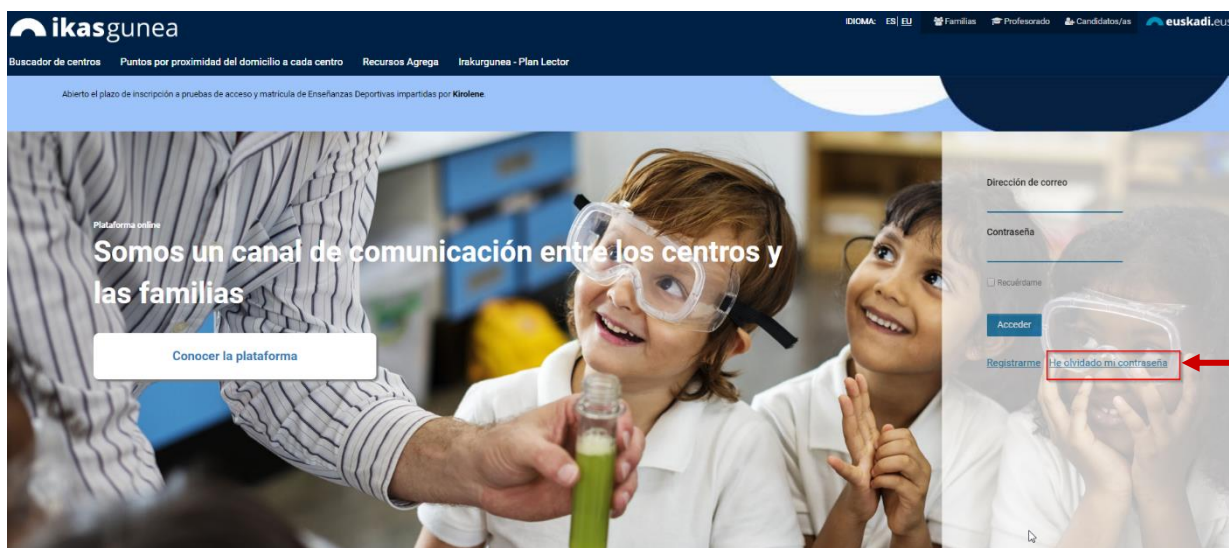 ikasgunea
IDIOMA: ES| EU Familias Profesorado Candidatos/as euskadi.eus
Buscador de centros Puntos por proximidad del domicilio a cada centro Recursos Agrega Irakurgunea - Plan Lector
Abierto el plazo de inscripción a pruebas de acceso y matrícula de Enseñanzas Deportivas impartidas por Kirolene.
Plataforma online
Somos un canal de comunicación entre los centros y
las familias
Conocer la plataforma
Dirección de correo
Contraseña
Recuérdame
Acceder
Registrarme He olvidado mi contraseña